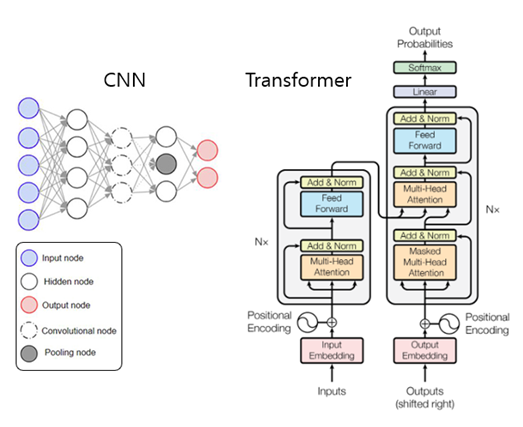 CNN
Input node
Hidden node
Output node
Convolutional node
Pooling node
Transformer
Output
Probabilities
Softmax
Linear
Add & Norm
Feed
Forward
Add & Norm
Multi-Head
Attention
Add & Norm
Masked
Multi-Head
Attention
N×
Positional
Encoding
Output
Embedding
Outputs
(shifted right)
Add & Norm
Feed
Forward
Add & Norm
Multi-Head
Attention
N×
Positional
Encoding
Input
Embedding
Inputs